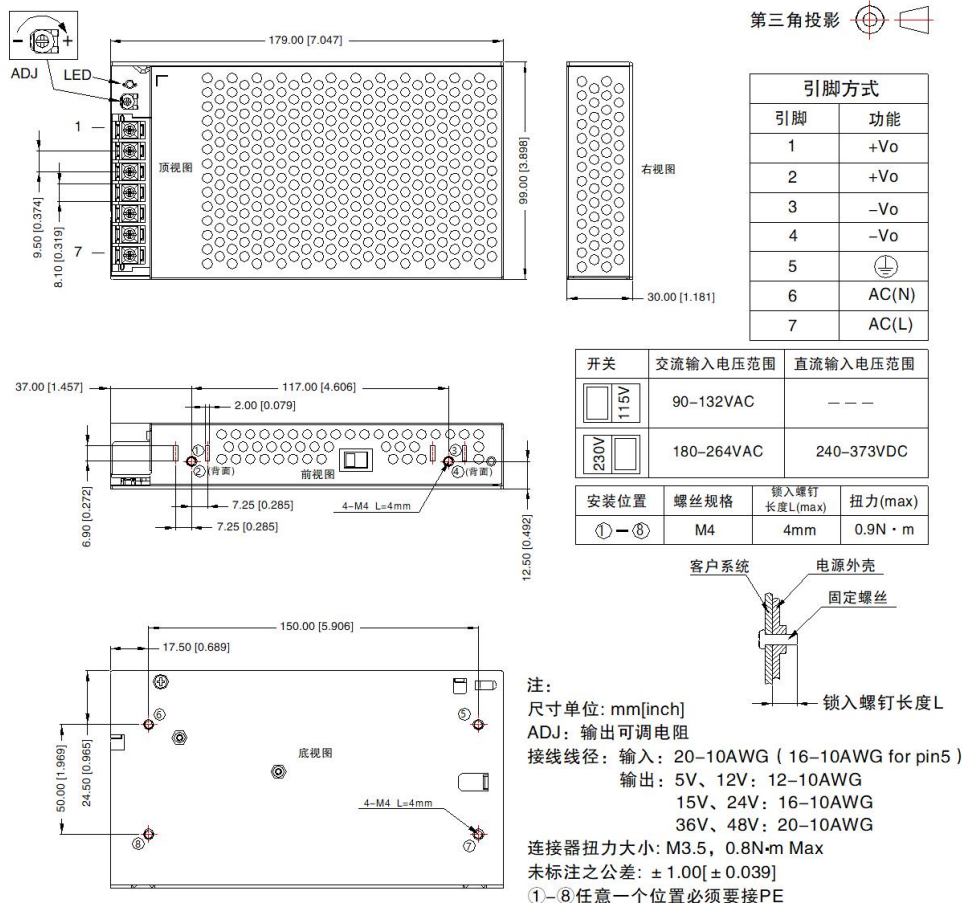 第三角投影
- +
ADJ
LED
179.00 [7.047]
1
7
9.50 [0.374]
8.10 [0.319]
顶视图
99.00 [3.898]
右视图
30.00 [1.181]
引脚方式
引脚 功能
1 +Vo
2 +Vo
3 –Vo
4 –Vo
5
6 AC(N)
7 AC(L)
开关 交流输入电压范围 直流输入电压范围
115V 90–132VAC – – –
230V 180–264VAC 240–373VDC
安装位置 螺丝规格 锁入螺钉长度L(max) 扭力(max)
①–⑧ M4 4mm 0.9N・m
37.00 [1.457]
117.00 [4.606]
2.00 [0.079]
①
②(背面)
前视图
③
④(背面)
6.90 [0.272]
7.25 [0.285]
7.25 [0.285]
4-M4 L=4mm
12.50 [0.492]
客户系统
电源外壳
固定螺丝
锁入螺钉长度L
150.00 [5.906]
17.50 [0.689]
⑥
⑤
底视图
50.00 [1.969]
24.50 [0.965]
4-M4 L=4mm
⑧
⑦
注:
尺寸单位: mm[inch]
ADJ: 输出可调电阻
接线线径: 输入: 20–10AWG ( 16–10AWG for pin5 )
输出: 5V、12V: 12–10AWG
15V、24V: 16–10AWG
36V、48V: 20–10AWG
连接器扭力大小: M3.5, 0.8N·m Max
未标注之公差: ± 1.00[ ± 0.039]
①–⑧任意一个位置必须要接PE